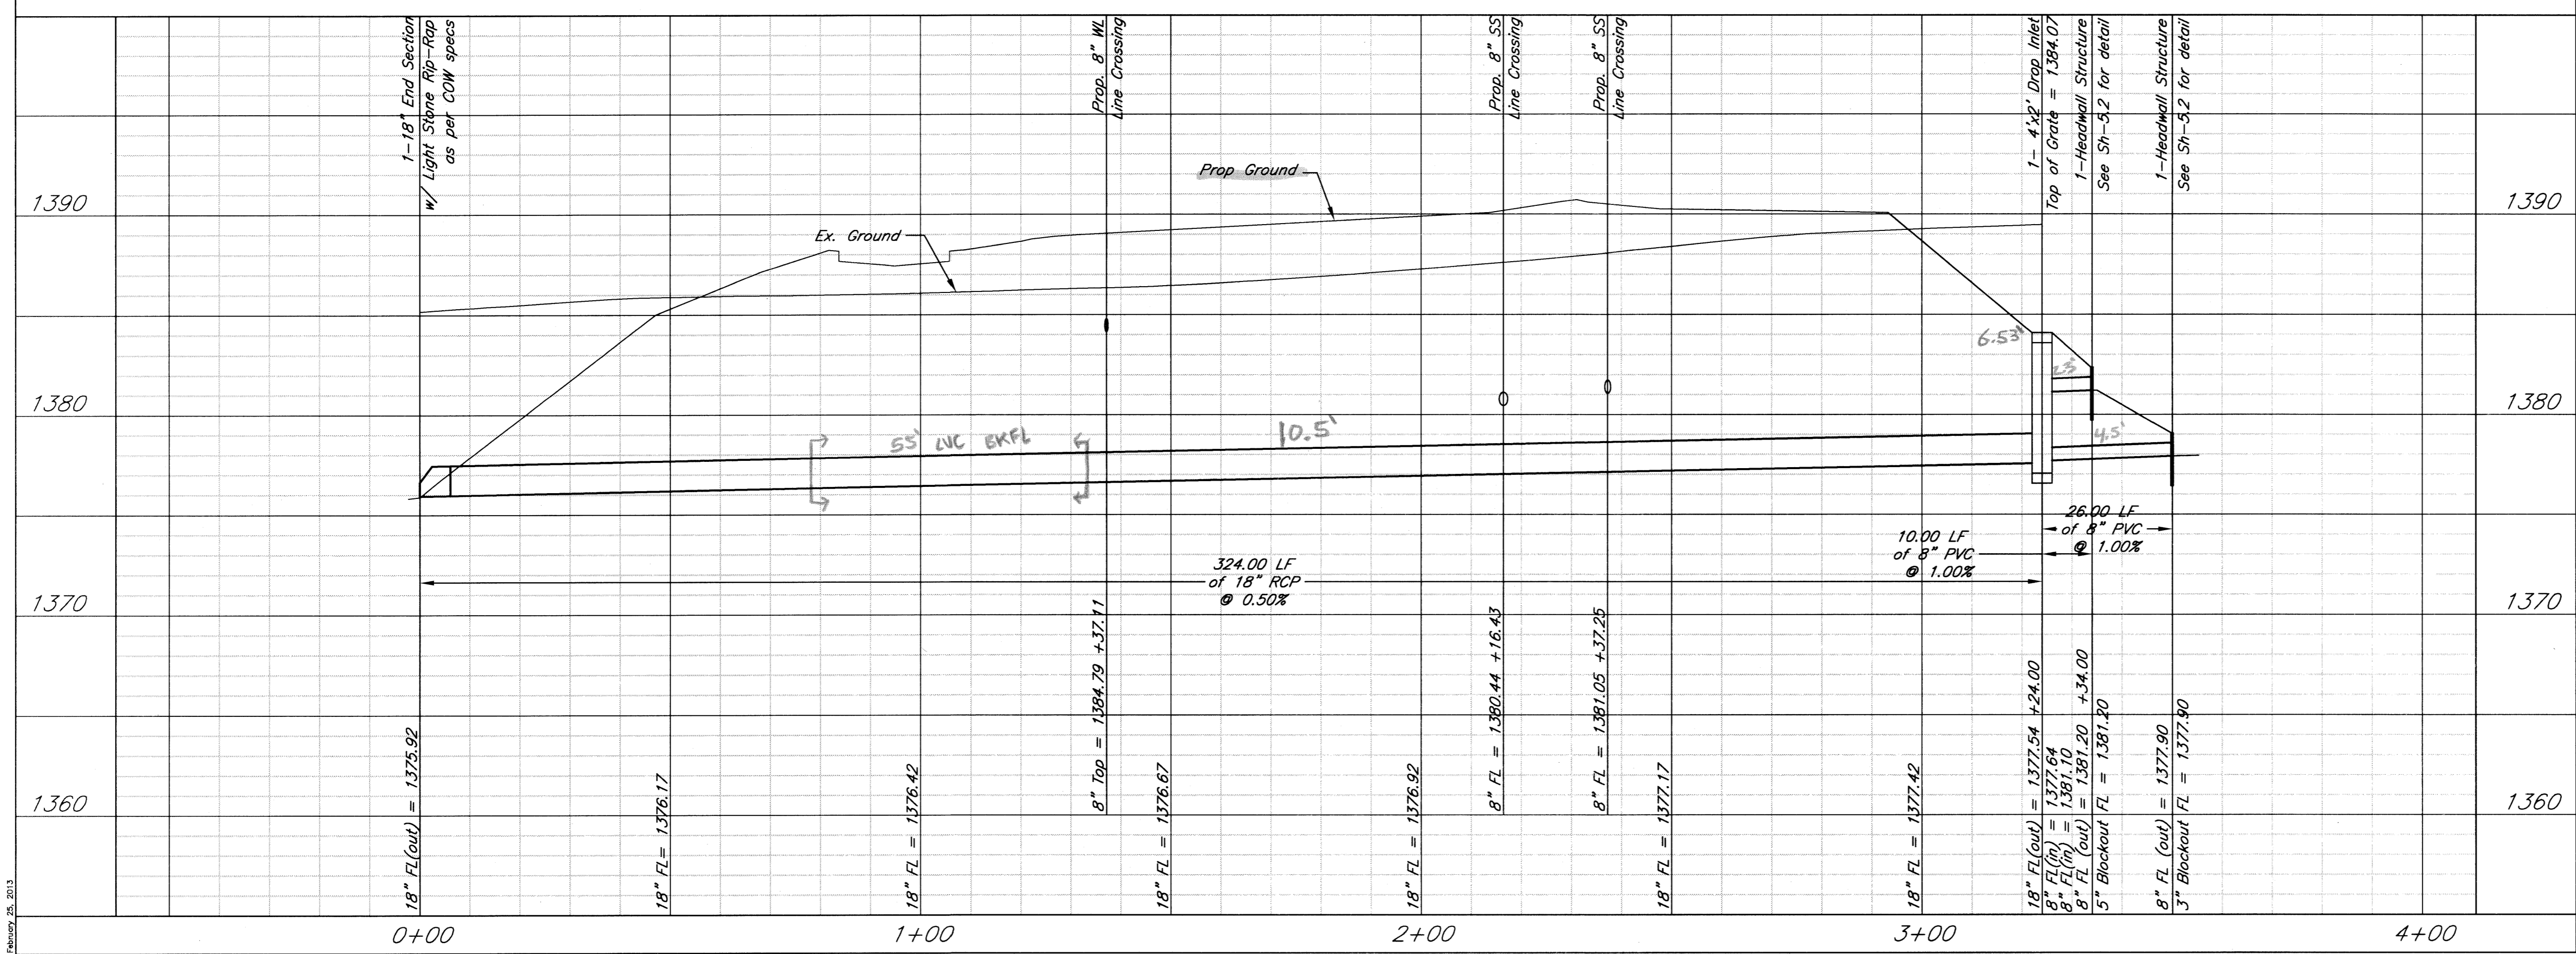 1-18" End Section
w/ Light Stone Rip-Rap
as per COW specs
Prop. 8" WL
Line Crossing
Prop. 8" SS
Line Crossing
Prop. 8" SS
Line Crossing
1- 4'x2' Drop Inlet
Top of Grate = 1384.07
1-Headwall Structure
See Sh-5.2 for detail
1-Headwall Structure
See Sh-5.2 for detail
Prop Ground
1390
1390
Ex. Ground
6.53'
2.3'
1380
1380
55' LVC BKFL
10.5'
4.5'
26.00 LF
of 8" PVC
@ 1.00%
10.00 LF
of 8" PVC
@ 1.00%
324.00 LF
of 18" RCP
@ 0.50%
1370
1370
18" FL(out) = 1375.92
18" FL= 1376.17
18" FL = 1376.42
8" Top = 1384.79 +37.11
18" FL = 1376.67
18" FL = 1376.92
8" FL = 1380.44 +16.43
8" FL = 1381.05 +37.25
18" FL = 1377.17
18" FL = 1377.42
18" FL(out) = 1377.54 +24.00
8" FL(in) = 1377.64
8" FL(in) = 1381.10
8" FL (out) = 1381.20 +34.00
5" Blockout FL = 1381.20
8" FL (out) = 1377.90
3" Blockout FL = 1377.90
1360
1360
February 25, 2013
0+00
1+00
2+00
3+00
4+00